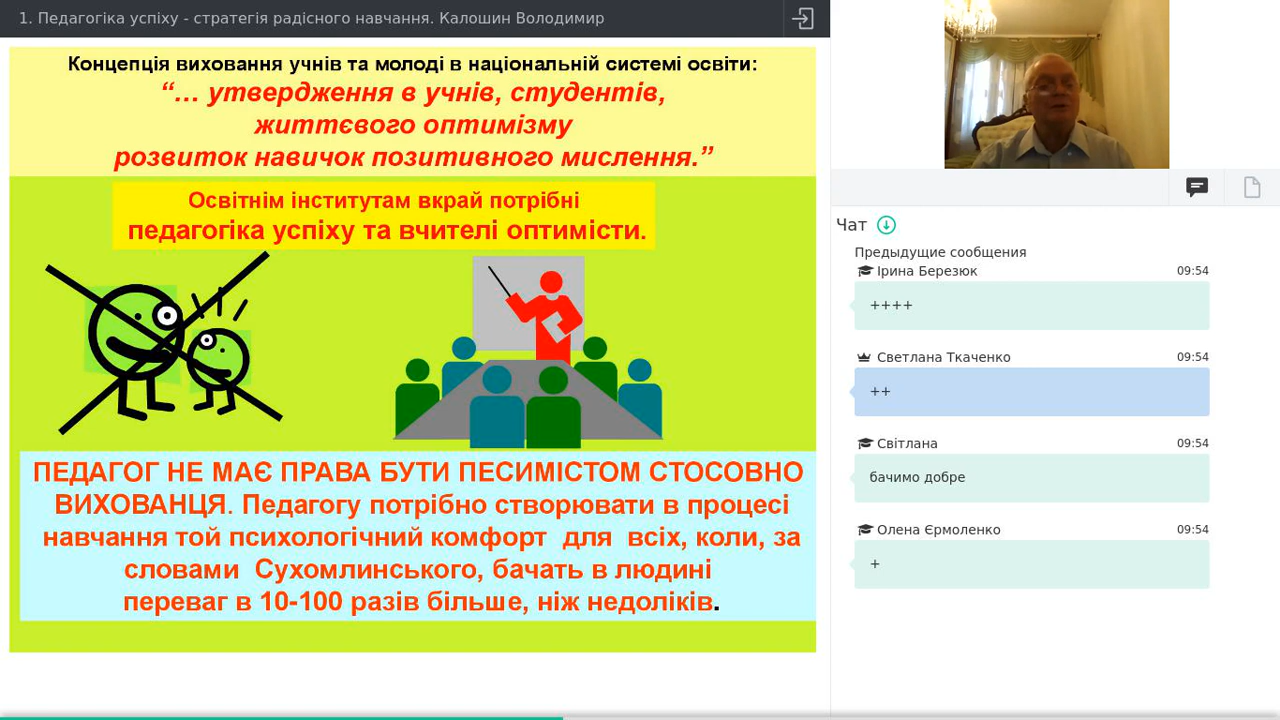 1. Педагогіка успіху - стратегія радісного навчання. Калошин Володимир
Концепція виховання учнів та молоді в національній системі освіти:
“… утвердження в учнів, студентів,
життєвого оптимізму
розвиток навичок позитивного мислення.”
Освітнім інститутам вкрай потрібні
педагогіка успіху та вчителі оптимісти.
ПЕДАГОГ НЕ МАЄ ПРАВА БУТИ ПЕСИМІСТОМ СТОСОВНО
ВИХОВАНЦЯ. Педагогу потрібно створювати в процесі
навчання той психологічний комфорт для всіх, коли, за
словами Сухомлинського, бачать в людині
переваг в 10-100 разів більше, ніж недоліків.
Чат
Предыдущие сообщения
Ірина Березюк 09:54
++++
Светлана Ткаченко 09:54
++
Світлана 09:54
бачимо добре
Олена Єрмоленко 09:54
+